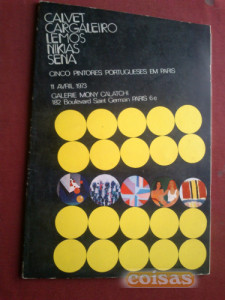 CALVET
CARGALEIRO
LEMOS
NIKIAS
SENA
CINCO PINTORES PORTUGUESES EM PARIS
11 AVRIL, 1973
GALERIE MONY CALATCHI
182 Boulevard Saint Germain PARIS 6e
coisas